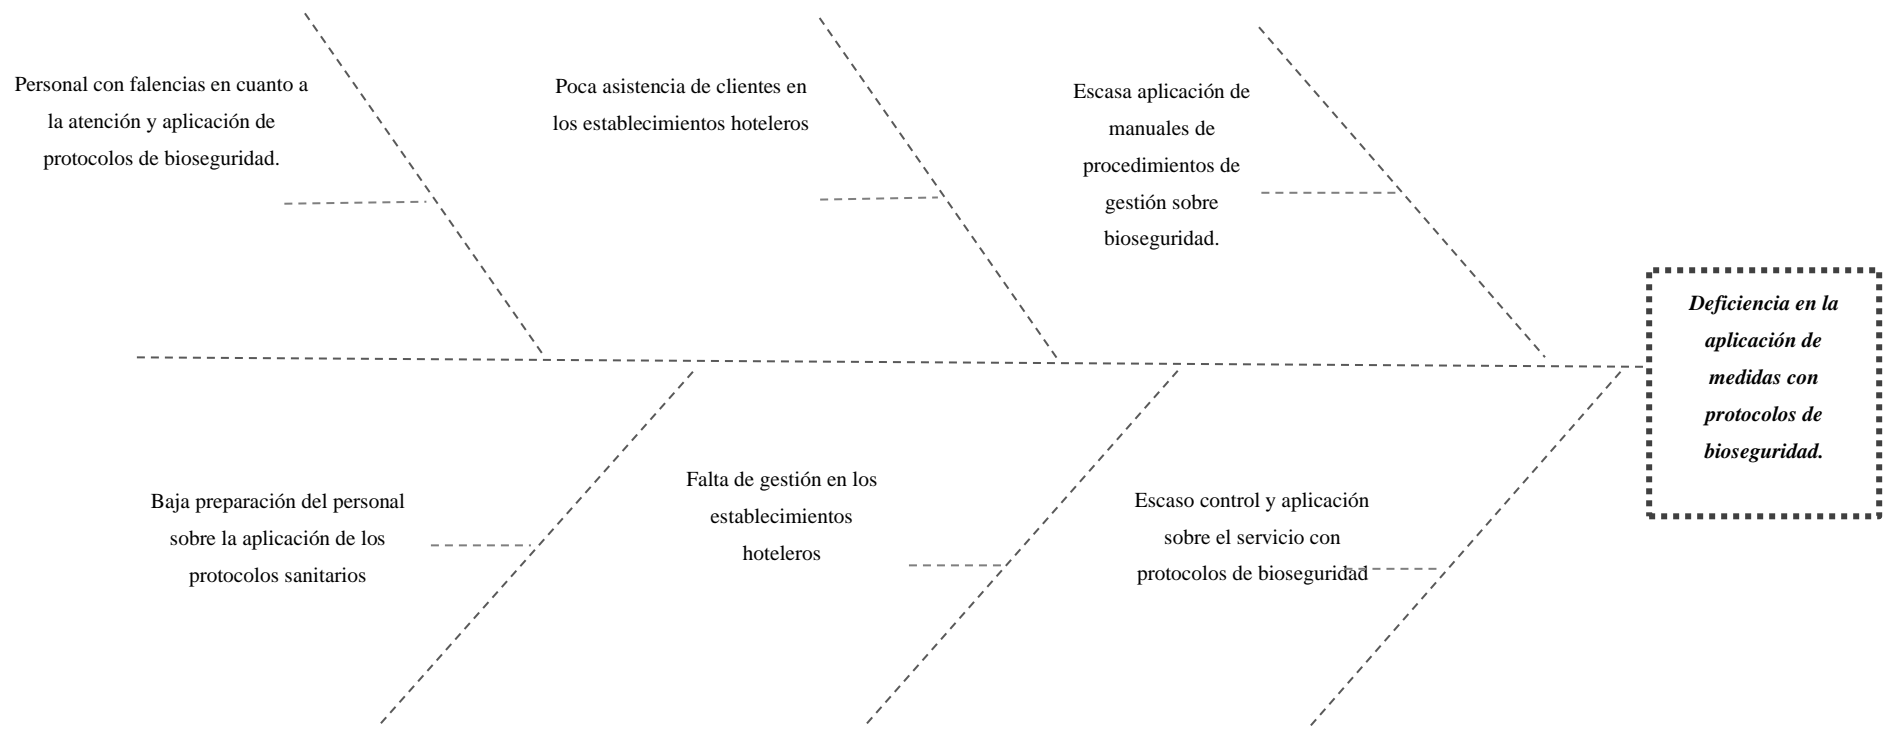 Personal con falencias en cuanto a
la atención y aplicación de
protocolos de bioseguridad.
Poca asistencia de clientes en
los establecimientos hoteleros
Escasa aplicación de
manuales de
procedimientos de
gestión sobre
bioseguridad.
Deficiencia en la
aplicación de
medidas con
protocolos de
bioseguridad.
Baja preparación del personal
sobre la aplicación de los
protocolos sanitarios
Falta de gestión en los
establecimientos
hoteleros
Escaso control y aplicación
sobre el servicio con
protocolos de bioseguridad